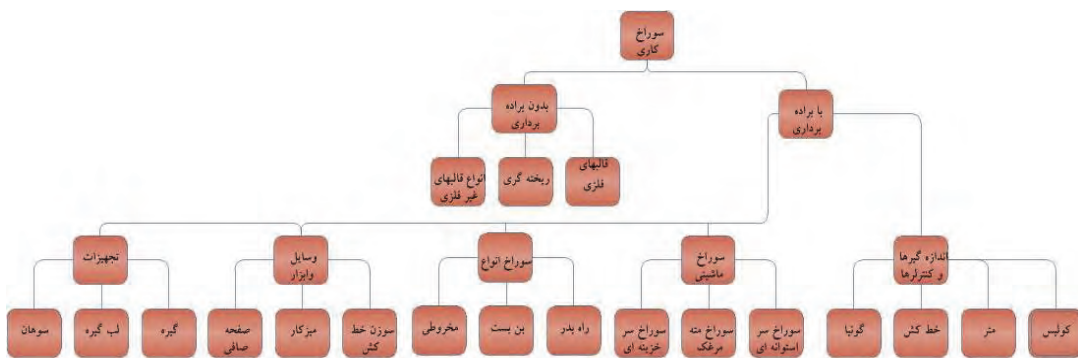 سوراخ
کاری
با براده
برداری
بدون براده
برداری
قالبهای
فلزی
ریخته گری
انواع قالبهای
غیر فلزی
اندازه گیرها
و کنترلرها
سوراخ
ماشینی
سوراخ انواع
وسایل
وابزار
تجهیزات
کولیس
متر
خط کش
گونیا
سوراخ سر
استوانه ای
سوراخ مته
مرغک
سوراخ سر
خزینه ای
راه بدر
بن بست
مخروطی
سوزن خط
کش
میزکار
صفحه
صافی
گیره
لب گیره
سوهان